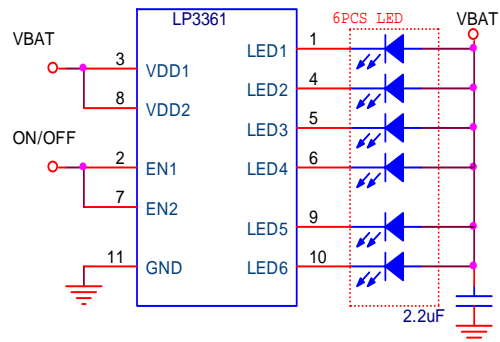 LP3361
6PCS LED
VBAT
VBAT
3
VDD1
8
VDD2
ON/OFF
2
EN1
7
EN2
11
GND
LED1
1
LED2
4
LED3
5
LED4
6
LED5
9
LED6
10
2.2uF